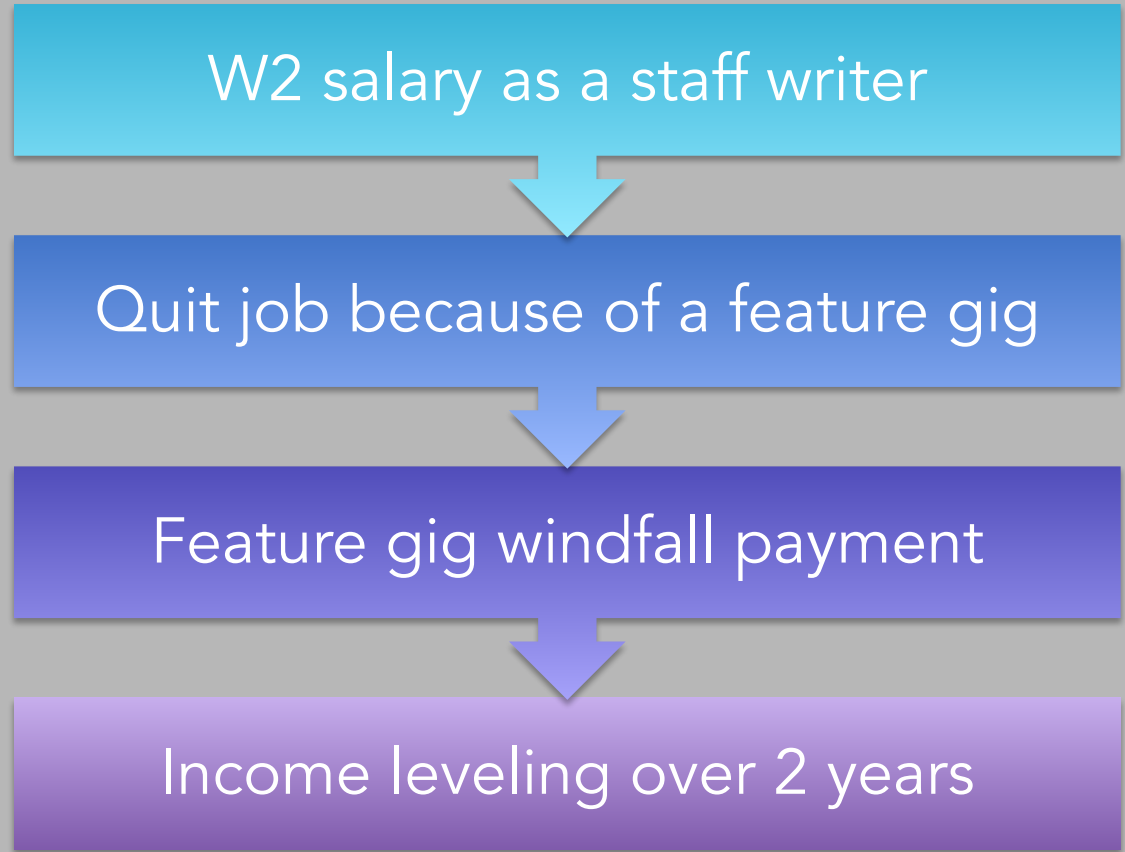 W2 salary as a staff writer
Quit job because of a feature gig
Feature gig windfall payment
Income leveling over 2 years